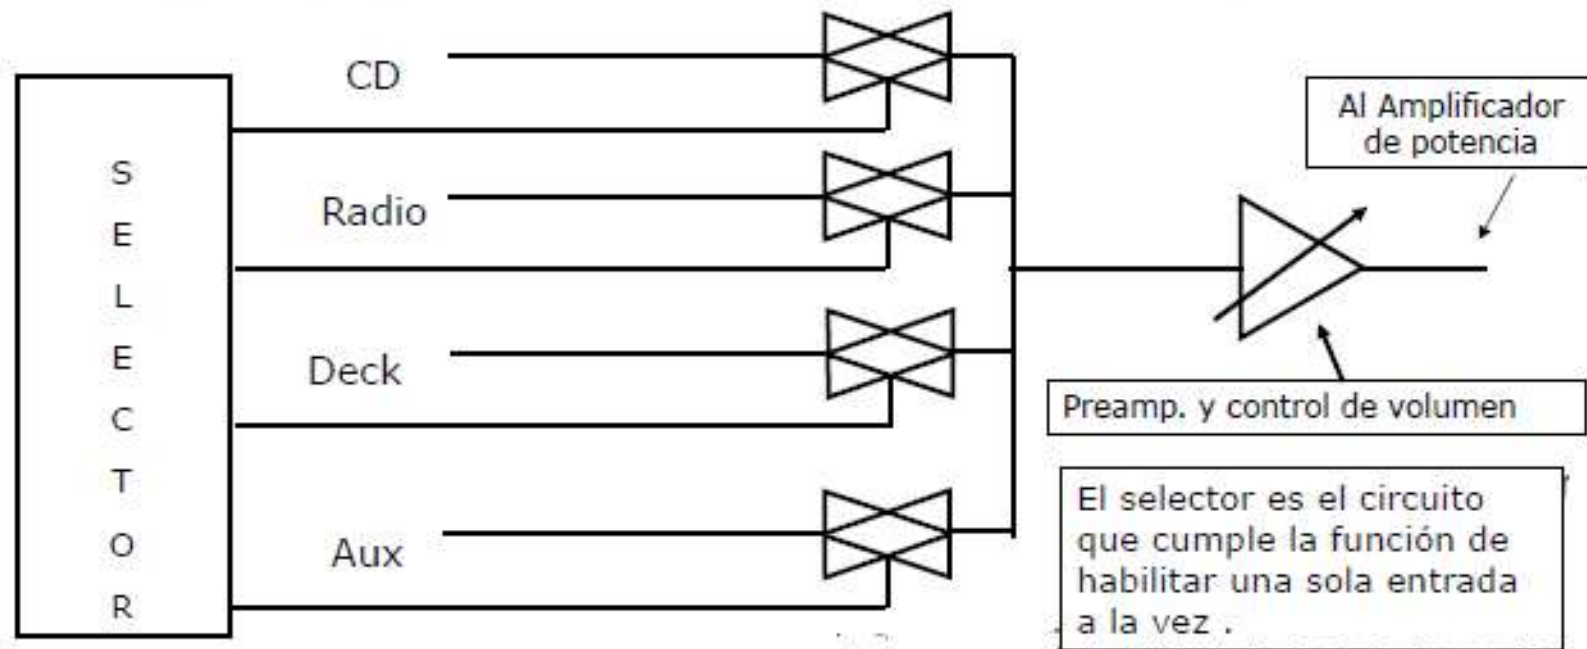 S
E
L
E
C
T
O
R
CD
Radio
Deck
Aux
Al Amplificador
de potencia
Preamp. y control de volumen
El selector es el circuito
que cumple la función de
habilitar una sola entrada
a la vez .